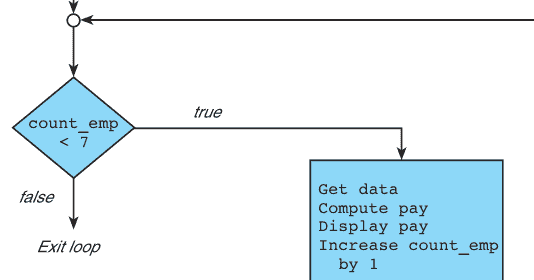 true
count_emp
< 7
false
Get data
Compute pay
Display pay
Increase count_emp
by 1
Exit loop